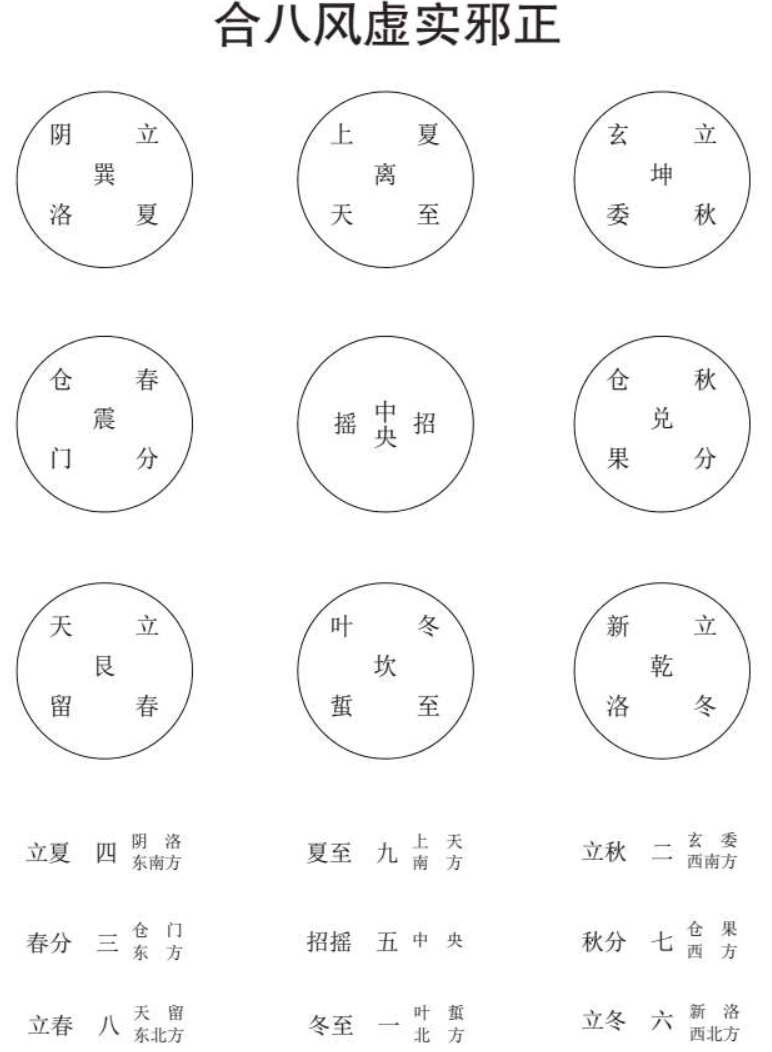 合八风虚实邪正
阴 立
巽
洛 夏
上 夏
离
天 至
玄 立
坤
委 秋
仓 春
震
门 分
摇 中央 招
仓 秋
兑
果 分
天 立
艮
留 春
叶 冬
坎
蛰 至
新 立
乾
洛 冬
立夏 四 阴洛 东南方
夏至 九 上天 南方
立秋 二 玄委 西南方
春分 三 仓门 东方
招摇 五 中央
秋分 七 仓果 西方
立春 八 天留 东北方
冬至 一 叶蛰 北方
立冬 六 新洛 西北方